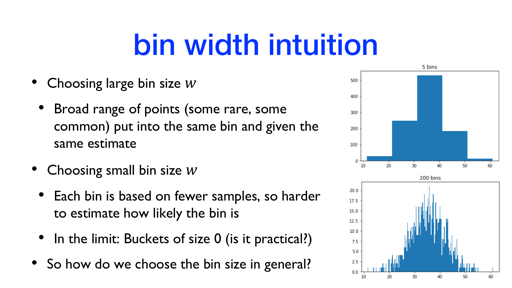 bin width intuition
• Choosing large bin size w
• Broad range of points (some rare, some
common) put into the same bin and given the
same estimate
• Choosing small bin size w
• Each bin is based on fewer samples, so harder
to estimate how likely the bin is
• In the limit: Buckets of size 0 (is it practical?)
• So how do we choose the bin size in general?
5 bins
500
400
300
200
100
0
10 20 30 40 50 60
200 bins
20.0
17.5
15.0
12.5
10.0
7.5
5.0
2.5
0.0
10 20 30 40 50 60